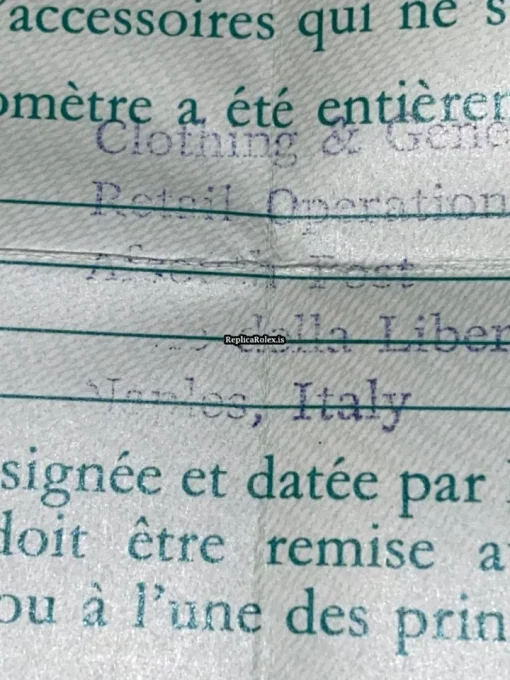 accessoires qui ne s
omètre a été entièrer
Clothing & Gene
Retail Operation
Post
ReplicaRolex.is
della Liber
Naples, Italy
signée et datée par
doit être remise a
ou à l'une des prin